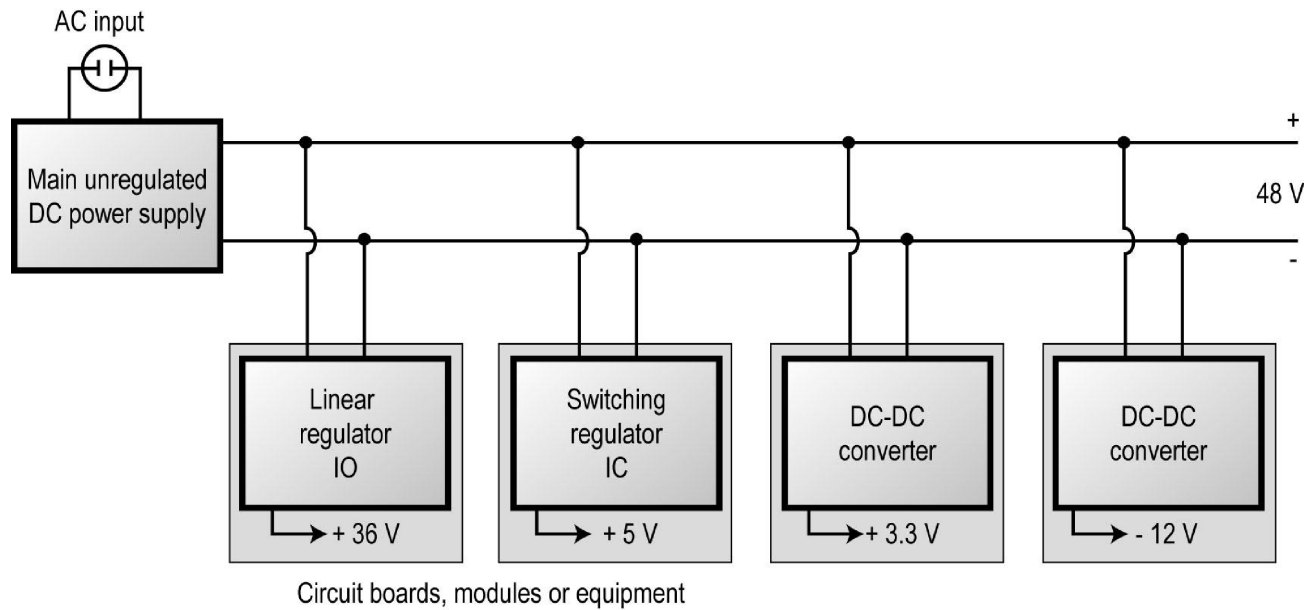 AC input
Main unregulated
DC power supply
+
48 V
-
Linear
regulator
IO
+ 36 V
Switching
regulator
IC
+ 5 V
DC-DC
converter
+ 3.3 V
DC-DC
converter
- 12 V
Circuit boards, modules or equipment